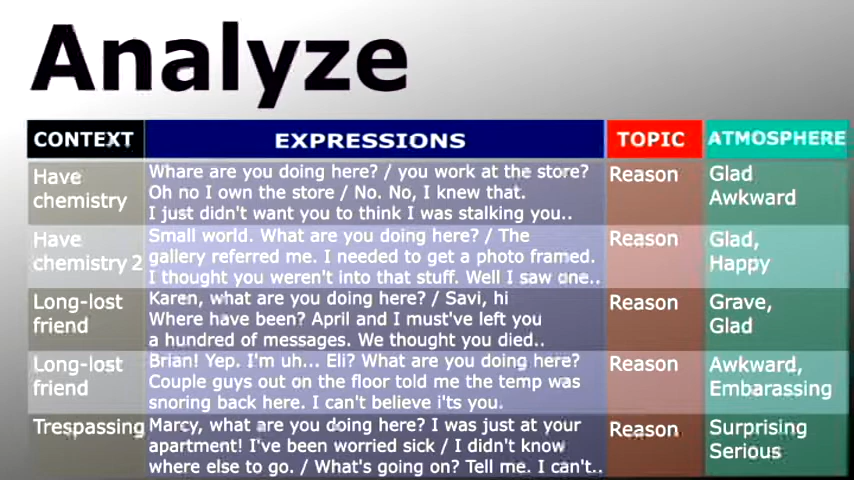 Analyze
CONTEXT EXPRESSIONS TOPIC ATMOSPHERE
Have chemistry
Whare are you doing here? / you work at the store?
Oh no I own the store / No. No, I knew that.
I just didn't want you to think I was stalking you..
Reason
Glad
Awkward
Have
chemistry 2
Small world. What are you doing here? / The
gallery referred me. I needed to get a photo framed.
I thought you weren't into that stuff. Well I saw one..
Reason
Glad,
Happy
Long-lost
friend
Karen, what are you doing here? / Savi, hi
Where have been? April and I must've left you
a hundred of messages. We thought you died..
Reason
Grave,
Glad
Long-lost
friend
Brian! Yep. I'm uh... Eli? What are you doing here?
Couple guys out on the floor told me the temp was
snoring back here. I can't believe i'ts you.
Reason
Awkward,
Embarassing
Trespassing
Marcy, what are you doing here? I was just at your
apartment! I've been worried sick / I didn't know
where else to go. / What's going on? Tell me. I can't..
Reason
Surprising
Serious